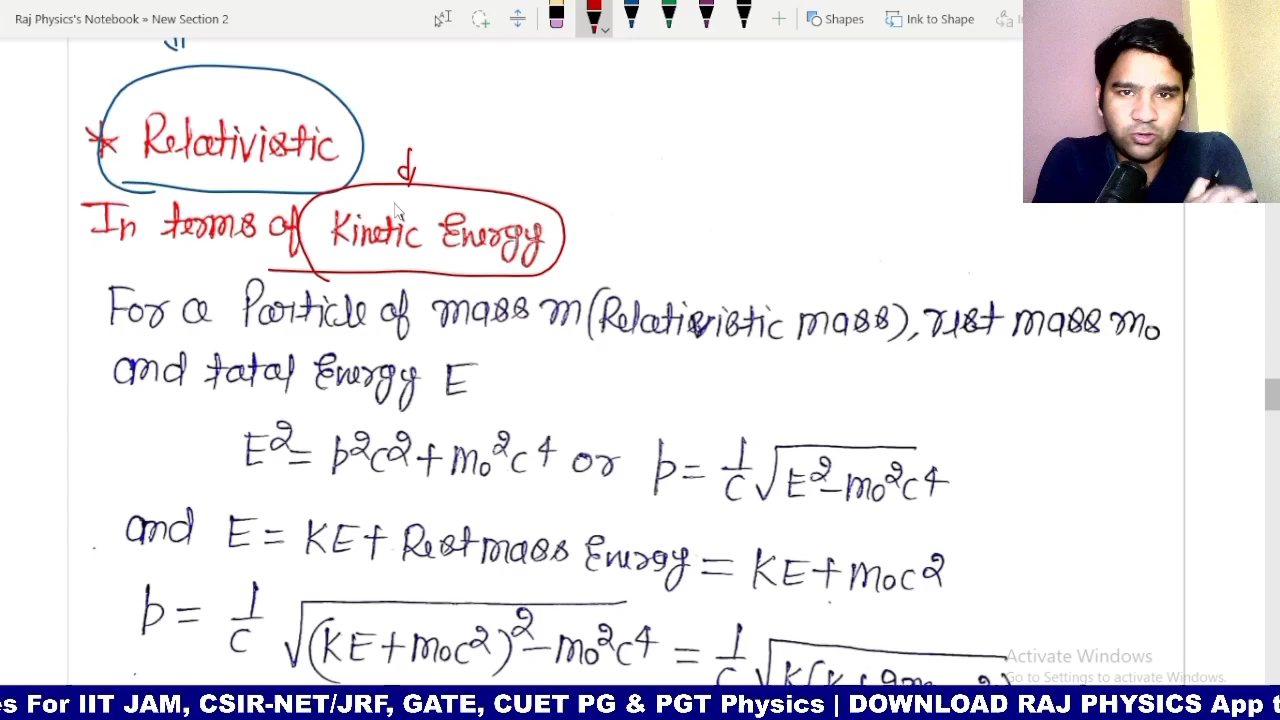 Raj Physics's Notebook » New Section 2
Shapes
Ink to Shape
* Relativistic
In terms of Kinetic Energy
For a Particle of mass m (Relativistic mass), rest mass m₀
and total Energy E
E² = p²c² + m₀²c⁴ or p = 1/c √(E² - m₀²c⁴)
and E = KE + Rest mass Energy = KE + m₀c²
p = 1/c √((KE + m₀c²)² - m₀²c⁴) = 1/c √
Activate Windows
Go to Settings to activate Windows.
es For IIT JAM, CSIR-NET/JRF, GATE, CUET PG & PGT Physics | DOWNLOAD RAJ PHYSICS App